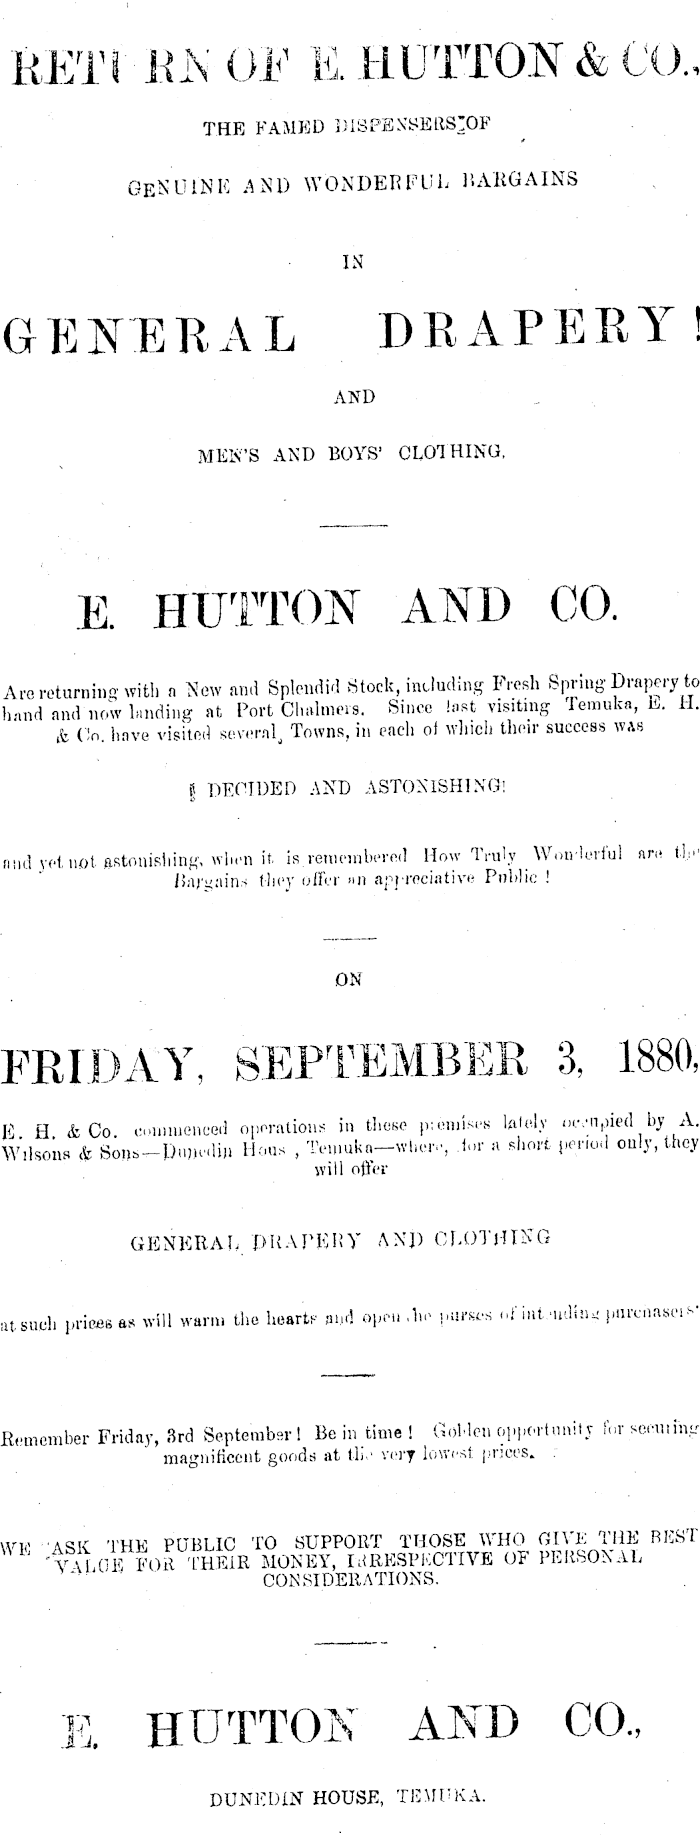 RETURN OF E. HUTTON & CO.,
THE FAMED DISPENSERS OF
GENUINE AND WONDERFUL BARGAINS
IN
GENERAL DRAPERY!
AND
MEN'S AND BOYS' CLOTHING.
E. HUTTON AND CO.
Are returning with a New and Splendid Stock, including Fresh Spring Drapery to
hand and now landing at Port Chalmers. Since last visiting Temuka, E. H.
& Co. have visited several Towns, in each of which their success was
DECIDED AND ASTONISHING!
and yet not astonishing, when it is remembered How Truly Wonderful are the
Bargains they offer an appreciative Public !
ON
FRIDAY, SEPTEMBER 3, 1880,
E. H. & Co. commenced operations in these premises lately occupied by A.
Wilsons & Sons—Dunedin House, Temuka—where, for a short period only, they
will offer
GENERAL DRAPERY AND CLOTHING
at such prices as will warm the hearts and open the purses of intending purchasers
Remember Friday, 3rd September! Be in time! Golden opportunity for securing
magnificent goods at the very lowest prices.
WE ASK THE PUBLIC TO SUPPORT THOSE WHO GIVE THE BEST
VALUE FOR THEIR MONEY, IRRESPECTIVE OF PERSONAL
CONSIDERATIONS.
E. HUTTON AND CO.,
DUNEDIN HOUSE, TEMUKA.